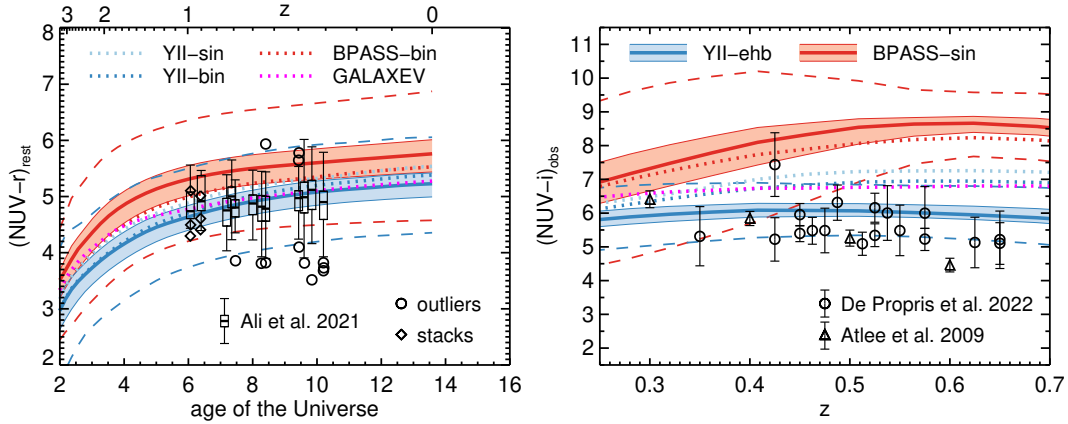 3 2 1 z 0
8
7
6
5
4
3
2
(NUV−r)rest
YII−sin
YII−bin
BPASS−bin
GALAXEV
Ali et al. 2021
outliers
stacks
2 4 6 8 10 12 14 16
age of the Universe
11
10
9
8
7
6
5
4
3
2
(NUV−i)obs
YII−ehb
BPASS−sin
De Propris et al. 2022
Atlee et al. 2009
0.3 0.4 0.5 0.6 0.7
z